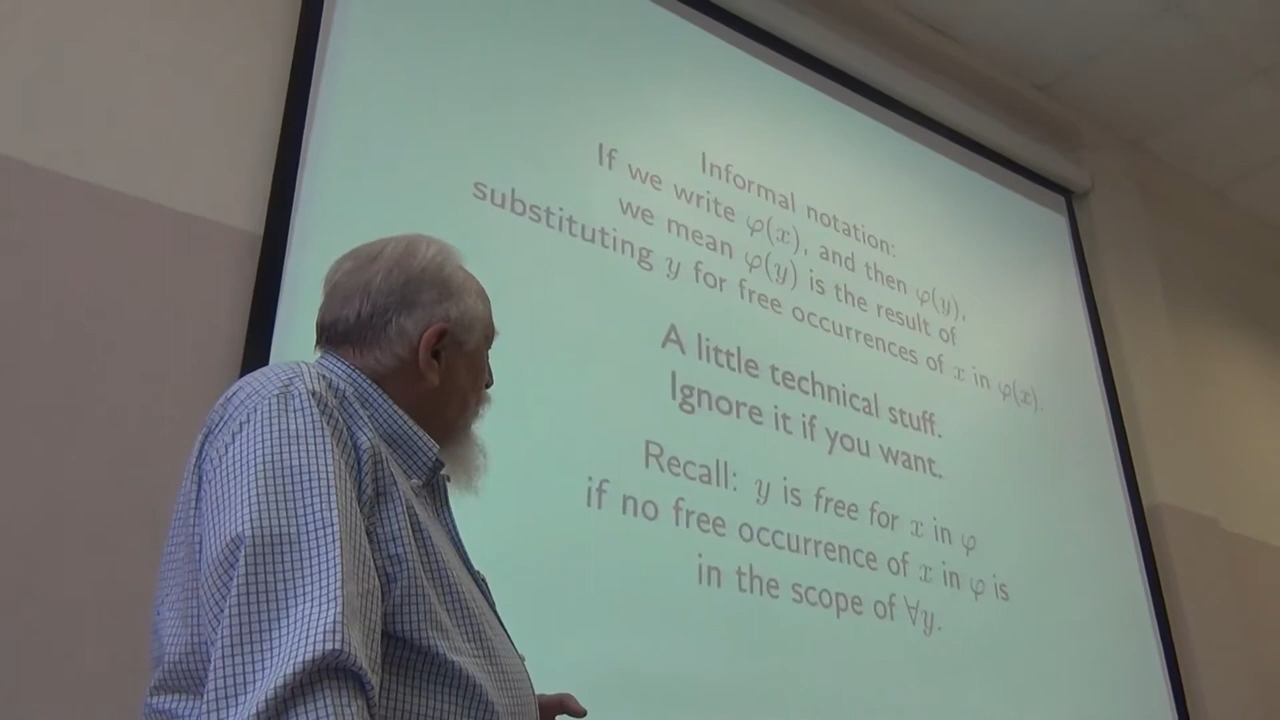 Informal notation:
If we write φ(x), and then φ(y),
we mean φ(y) is the result of
substituting y for free occurrences of x in φ(x).
A little technical stuff.
Ignore it if you want.
Recall: y is free for x in φ
if no free occurrence of x in φ is
in the scope of ∀y.